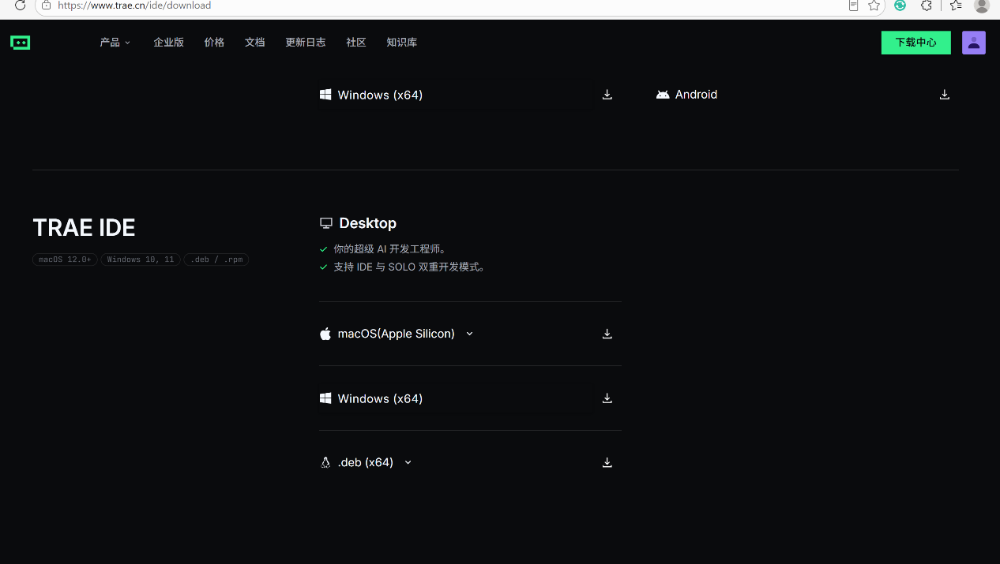 https://www.trae.cn/ide/download
产品 企业版 价格 文档 更新日志 社区 知识库 下载中心
Windows (x64) Android
TRAE IDE
macOS 12.0+ Windows 10, 11 .deb / .rpm
Desktop
你的超级 AI 开发工程师。
支持 IDE 与 SOLO 双重开发模式。
macOS(Apple Silicon)
Windows (x64)
.deb (x64)